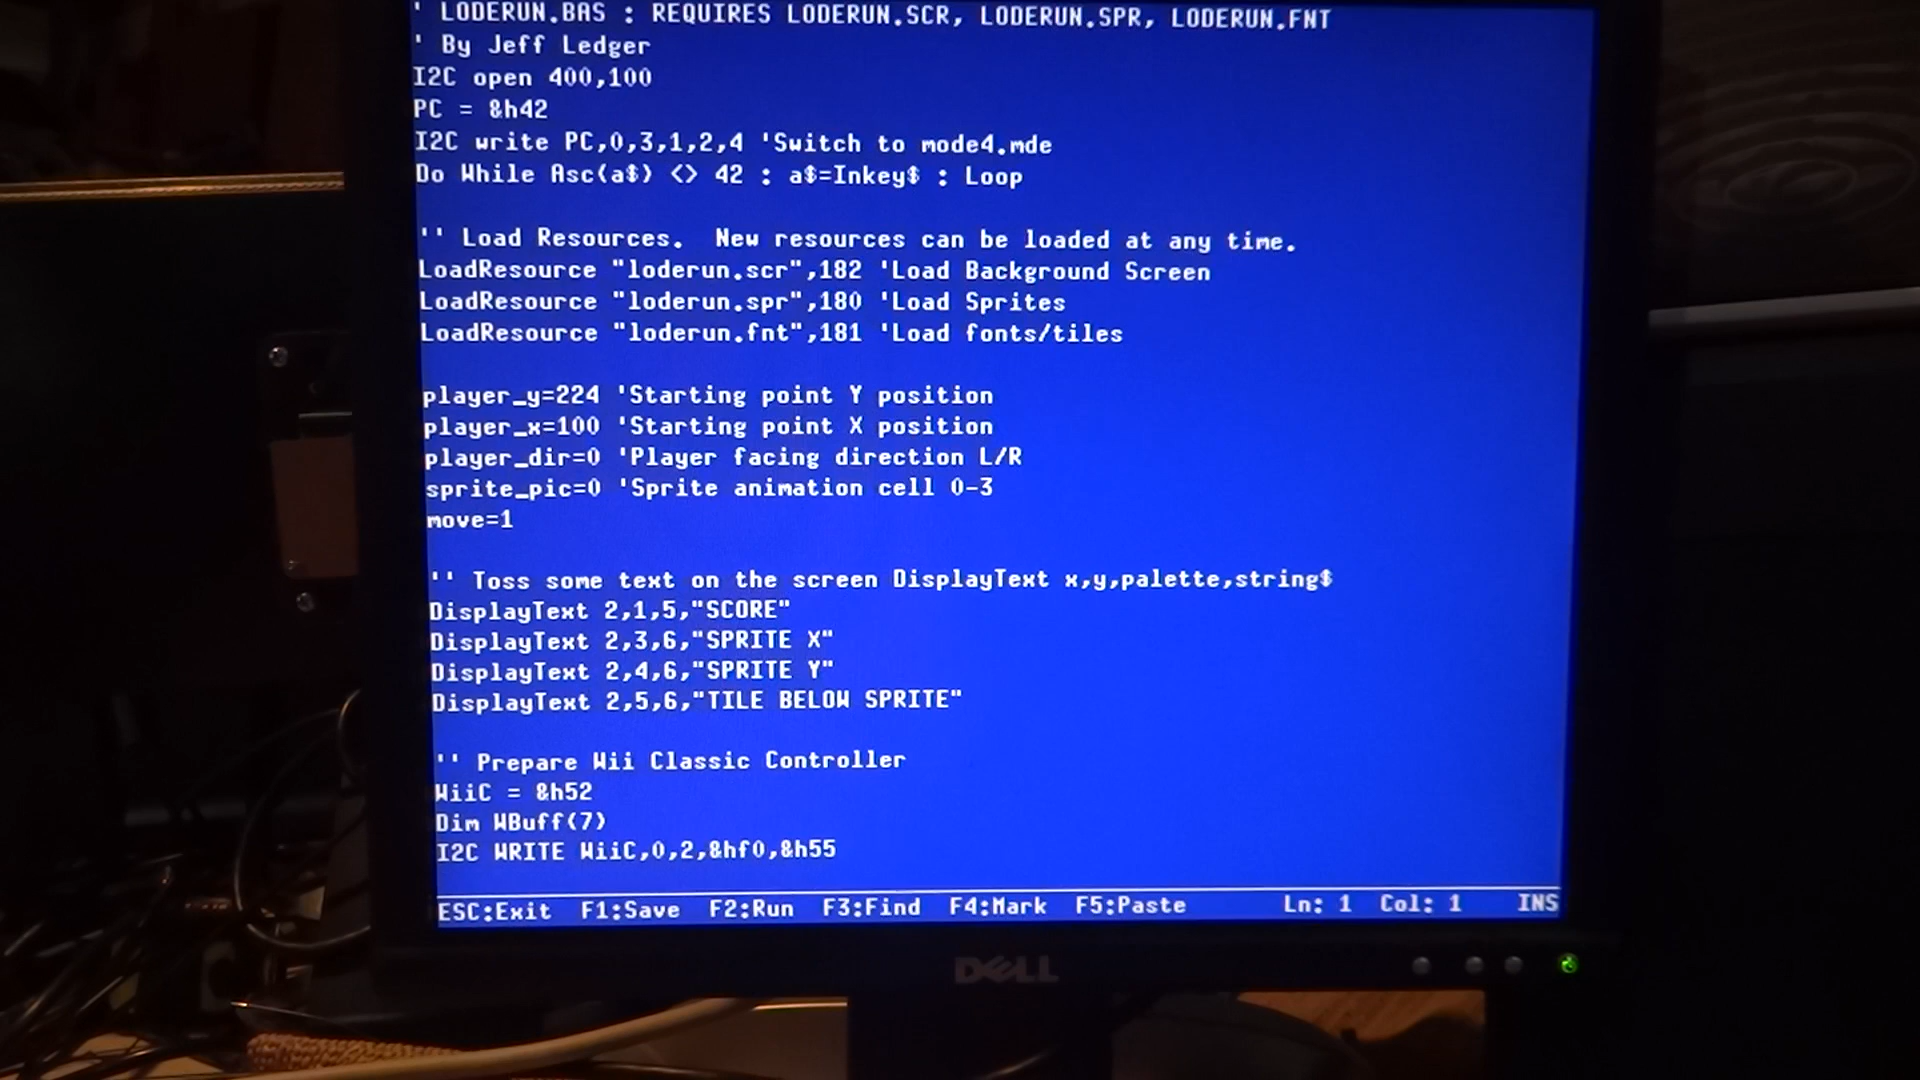 ' LODERUN.BAS : REQUIRES LODERUN.SCR, LODERUN.SPR, LODERUN.FNT
' By Jeff Ledger
I2C open 400,100
PC = &h42
I2C write PC,0,3,1,2,4 'Switch to mode4.mde
Do While Asc(a$) <> 42 : a$=Inkey$ : Loop
'' Load Resources.  New resources can be loaded at any time.
LoadResource "loderun.scr",182 'Load Background Screen
LoadResource "loderun.spr",180 'Load Sprites
LoadResource "loderun.fnt",181 'Load fonts/tiles
player_y=224 'Starting point Y position
player_x=100 'Starting point X position
player_dir=0 'Player facing direction L/R
sprite_pic=0 'Sprite animation cell 0-3
move=1
'' Toss some text on the screen DisplayText x,y,palette,string$
DisplayText 2,1,5,"SCORE"
DisplayText 2,3,6,"SPRITE X"
DisplayText 2,4,6,"SPRITE Y"
DisplayText 2,5,6,"TILE BELOW SPRITE"
'' Prepare Wii Classic Controller
WiiC = &h52
Dim WBuff(7)
I2C WRITE WiiC,0,2,&hf0,&h55
ESC:Exit  F1:Save  F2:Run  F3:Find  F4:Mark  F5:Paste  Ln: 1  Col: 1  INS
DELL